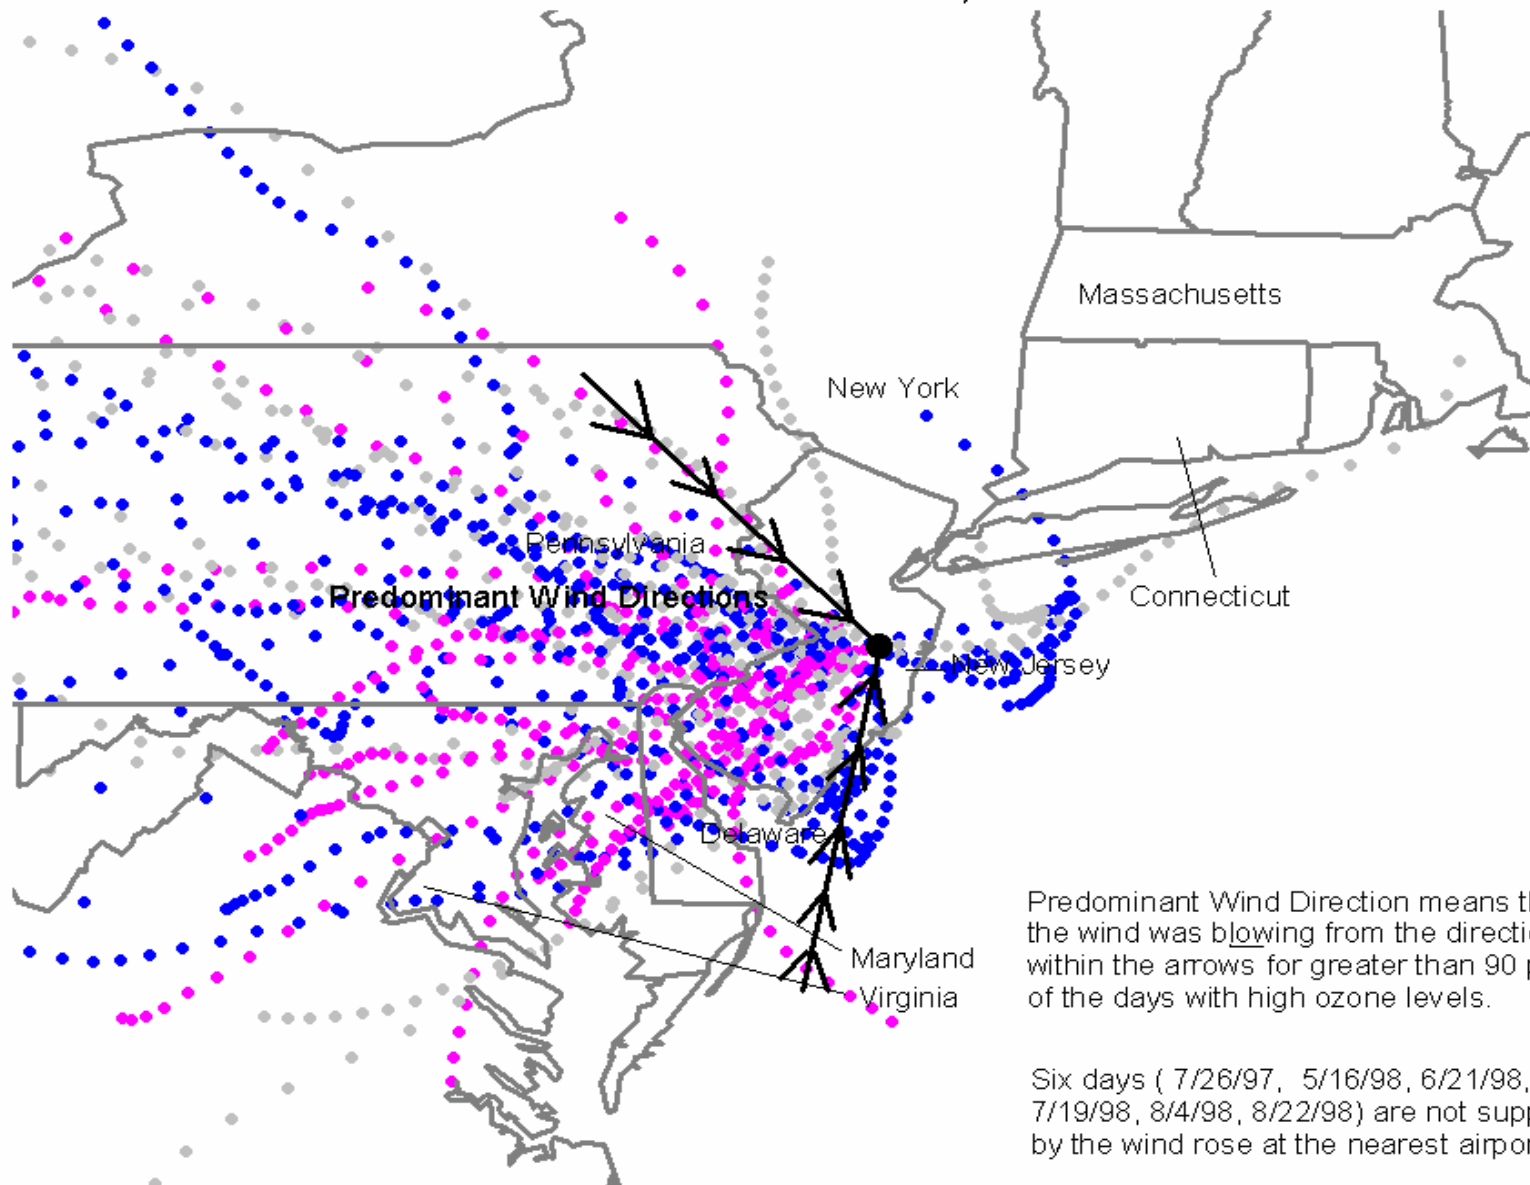 Massachusetts
New York
Pennsylvania
Predominant Wind Directions
Connecticut
New Jersey
Delaware
Maryland
Virginia
Predominant Wind Direction means
the wind was blowing from the
within the arrows for greater than 90
of the days with high ozone levels.
Six days ( 7/26/97, 5/16/98, 6/21/98,
7/19/98, 8/4/98, 8/22/98) are not
by the wind rose at the nearest